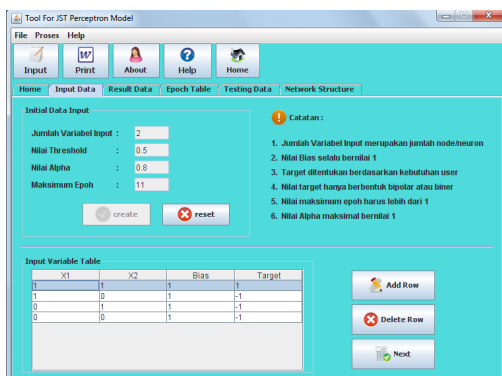 Tool For JST Perceptron Model
File Proses Help
Input Print About Help Home
Home Input Data Result Data Epoch Table Testing Data Network Structure
Initial Data Input
Jumlah Variabel Input : 2
Nilai Threshold : 0.5
Nilai Alpha : 0.8
Maksimum Epoh : 11
create reset
Catatan :
1. Jumlah Variabel Input merupakan jumlah node/neuron
2. Nilai Bias selalu bernilai 1
3. Target ditentukan berdasarkan kebutuhan user
4. Nilai target hanya berbentuk bipolar atau biner
5. Nilai maksimum epoh harus lebih dari 1
6. Nilai Alpha maksimal bernilai 1
Input Variable Table
X1 X2 Bias Target
1 1 1 1
1 0 1 -1
0 1 1 -1
0 0 1 -1
Add Row
Delete Row
Next